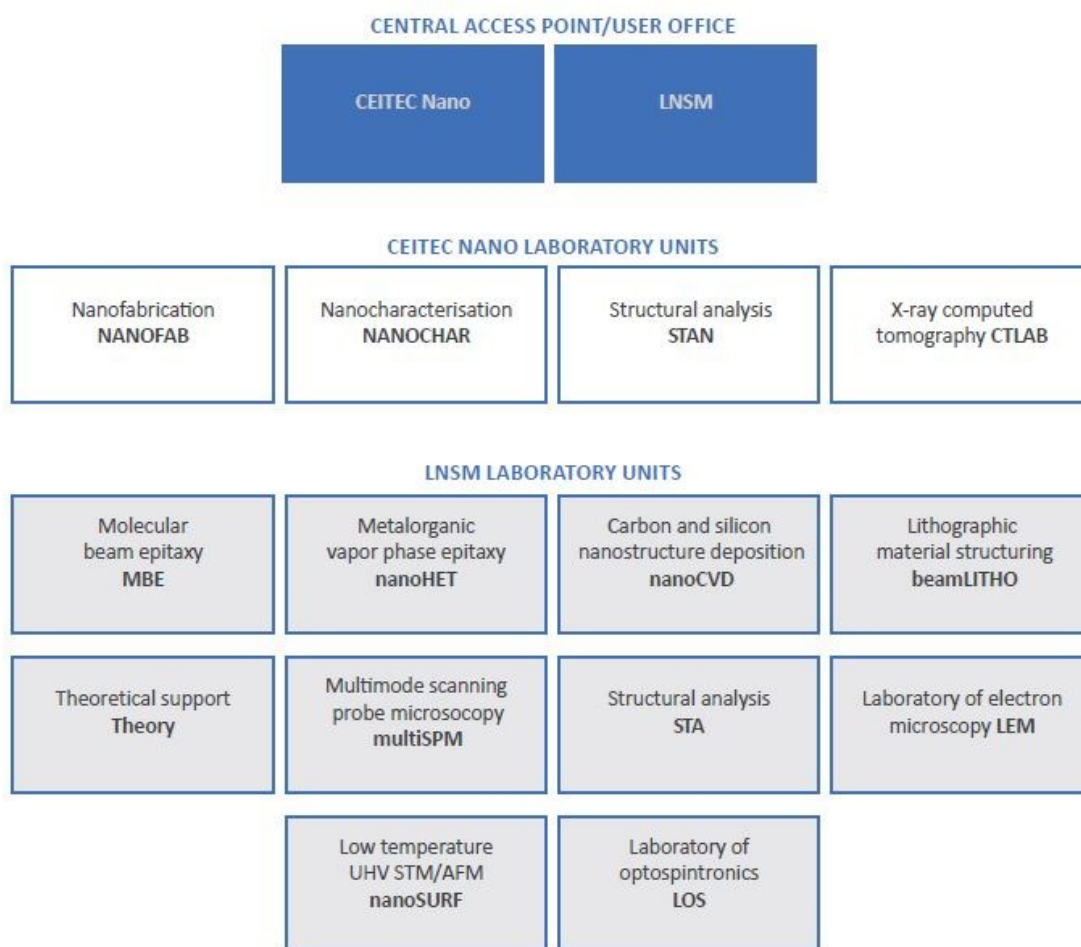 CENTRAL ACCESS POINT/USER OFFICE
CEITEC Nano
LNSM
CEITEC NANO LABORATORY UNITS
Nanofabrication
NANOFAB
Nanocharacterisation
NANOCHAR
Structural analysis
STAN
X-ray computed
tomography CTLAB
LNSM LABORATORY UNITS
Molecular
beam epitaxy
MBE
Metalorganic
vapor phase epitaxy
nanoHET
Carbon and silicon
nanostructure deposition
nanoCVD
Lithographic
material structuring
beamLITHO
Theoretical support
Theory
Multimode scanning
probe microsocopy
multiSPM
Structural analysis
STA
Laboratory of electron
microscopy LEM
Low temperature
UHV STM/AFM
nanoSURF
Laboratory of
optospintronics
LOS